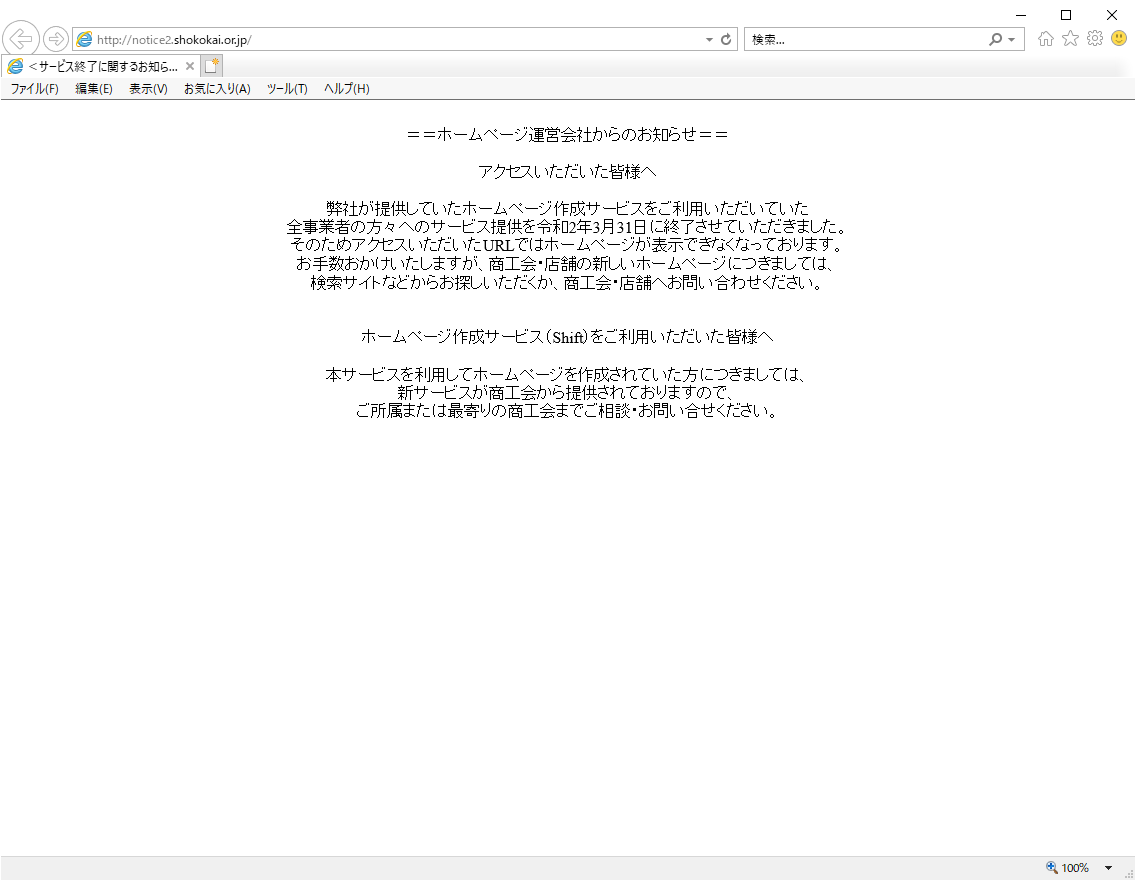 http://notice2.shokokai.or.jp/
検索...
<サービス終了に関するお知ら...
ファイル(F) 編集(E) 表示(V) お気に入り(A) ツール(T) ヘルプ(H)
==ホームページ運営会社からのお知らせ==
アクセスいただいた皆様へ
弊社が提供していたホームページ作成サービスをご利用いただいていた
全事業者の方々へのサービス提供を令和2年3月31日に終了させていただきました。
そのためアクセスいただいたURLではホームページが表示できなくなっております。
お手数おかけいたしますが、商工会・店舗の新しいホームページにつきましては、
検索サイトなどからお探しいただくか、商工会・店舗へお問い合わせください。
ホームページ作成サービス(Shift)をご利用いただいた皆様へ
本サービスを利用してホームページを作成されていた方につきましては、
新サービスが商工会から提供されておりますので、
ご所属または最寄りの商工会までご相談・お問い合せください。
100%